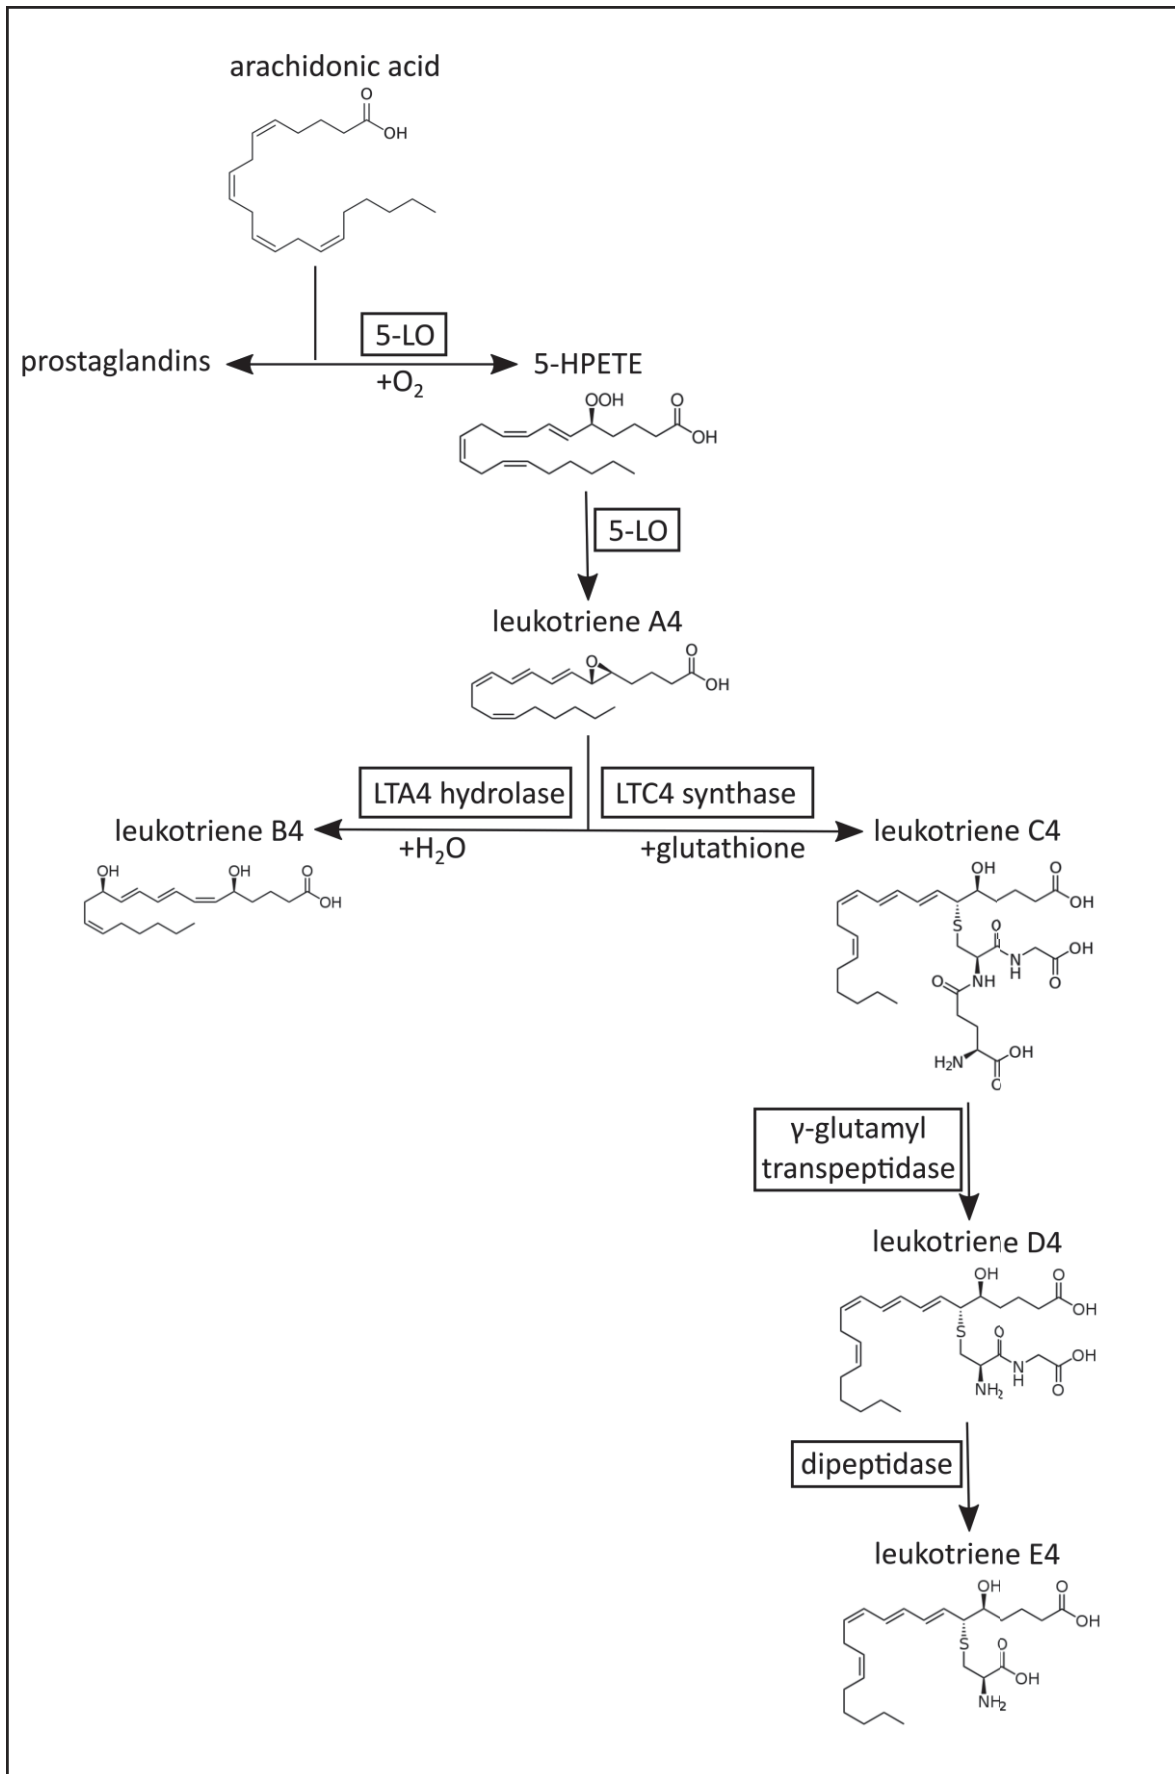 arachidonic acid
O
OH
5-LO
prostaglandins
+O₂
5-HPETE
OOH
O
OH
5-LO
leukotriene A4
O
O
OH
LTA4 hydrolase
LTC4 synthase
leukotriene B4
+H₂O
+glutathione
leukotriene C4
OH
OH
O
OH
OH
O
OH
S
O
N
H
OH
O
O
NH
H₂N
OH
O
γ-glutamyl
transpeptidase
leukotriene D4
OH
O
OH
S
O
N
H
OH
O
NH₂
dipeptidase
leukotriene E4
OH
O
OH
S
O
OH
NH₂